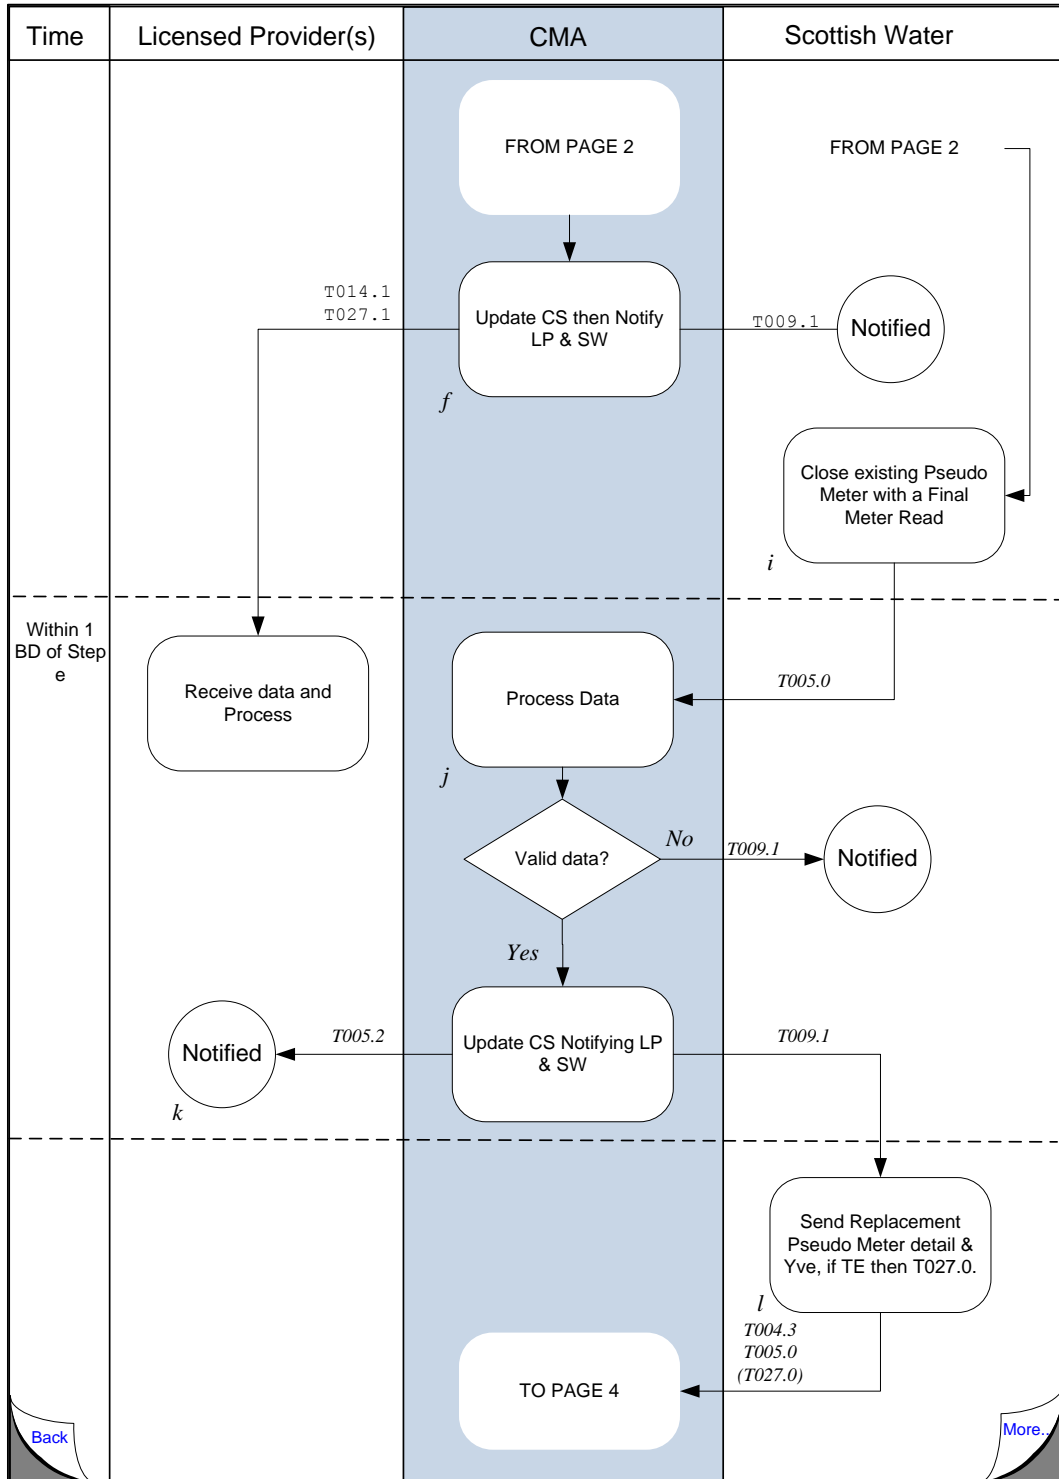 Time
Licensed Provider(s)
CMA
Scottish Water
FROM PAGE 2
FROM PAGE 2
T014.1
T027.1
Update CS then Notify
LP & SW
T009.1
Notified
f
Close existing Pseudo
Meter with a Final
Meter Read
i
Within 1
BD of Step
e
Receive data and
Process
Process Data
T005.0
j
Valid data?
No
T009.1
Notified
Yes
Notified
T005.2
Update CS Notifying LP
& SW
T009.1
k
Send Replacement
Pseudo Meter detail &
Yve, if TE then T027.0.
l
T004.3
T005.0
(T027.0)
TO PAGE 4
Back
More..